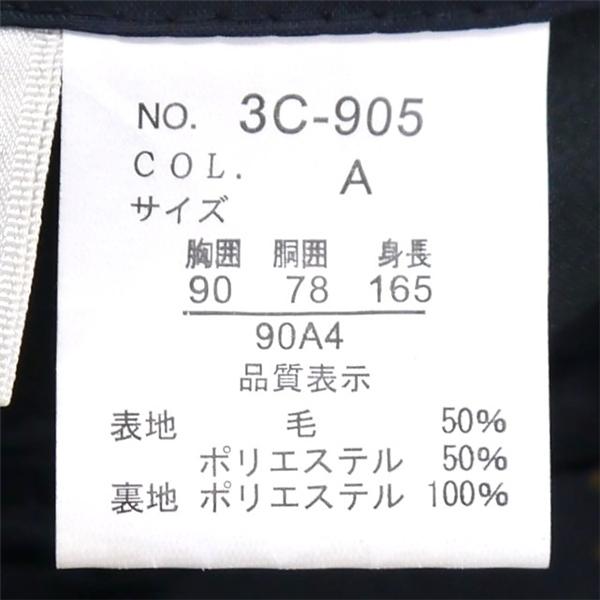 NO. 3C-905
COL. A
サイズ
胸囲 胴囲 身長
90 78 165
90A4
品質表示
表地 毛 50%
ポリエステル 50%
裏地 ポリエステル 100%